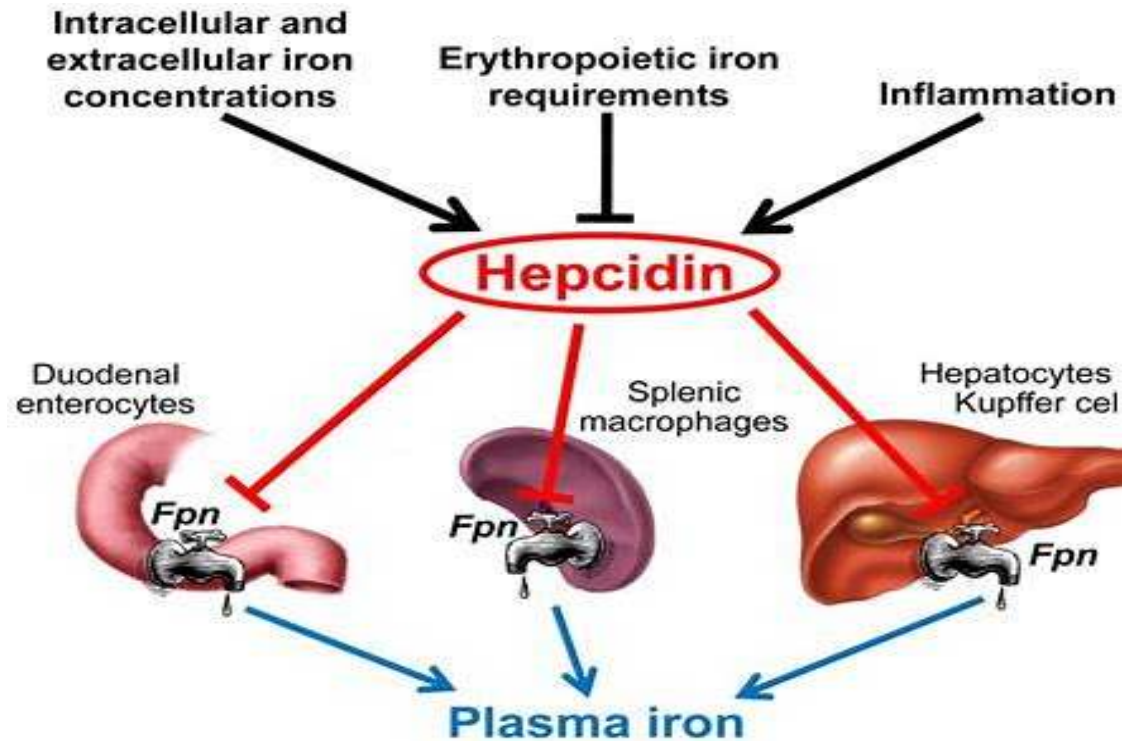 Intracellular and
extracellular iron
concentrations
Erythropoietic iron
requirements
Inflammation
Hepcidin
Duodenal
enterocytes
Splenic
macrophages
Hepatocytes
Kupffer cel
Fpn
Fpn
Fpn
Plasma iron